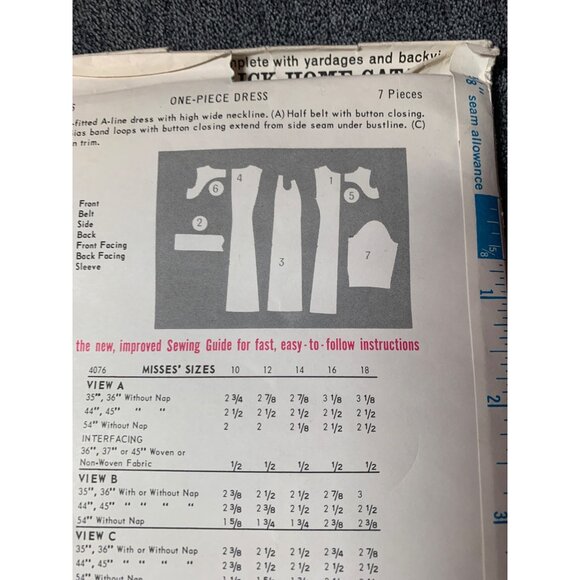 plete with yardages and backvi
ICK HOME CAT
S
ONE-PIECE DRESS 7 Pieces
-fitted A-line dress with high wide neckline. (A) Half belt with button closing.
ias band loops with button closing extend from side seam under bustline. (C)
n trim.
4
6
2
3
1
5
7
Front
Belt
Side
Back
Front Facing
Back Facing
Sleeve
the new, improved Sewing Guide for fast, easy-to-follow instructions
4076 MISSES' SIZES 10 12 14 16 18
VIEW A
35", 36" Without Nap 2 3/4 2 7/8 2 7/8 3 1/8 3 1/8
44", 45" " " 2 1/2 2 1/2 2 1/2 2 1/2 2 1/2
54" Without Nap 2 2 2 1/8 2 1/2 2 1/2
INTERFACING
36", 37" or 45" Woven or
Non-Woven Fabric 1/2 1/2 1/2 1/2 1/2
VIEW B
35", 36" With or Without Nap 2 3/8 2 1/2 2 1/2 2 7/8 3
44", 45" " " " " 2 3/8 2 1/2 2 1/2 2 1/2 2 1/2
54" Without Nap 1 5/8 1 3/4 1 3/4 2 3/8 2 3/8
VIEW C
35", 36" With or Without Nap 2 3/8 2 1/2 2 1/2 2 3/4 2 7/8
44", 45" " " " " 2 3/8 2 1/2 2 1/2 2 1/2 2 1/2
54" Without Nap
5/8" seam allowance
5/8
1
2
3